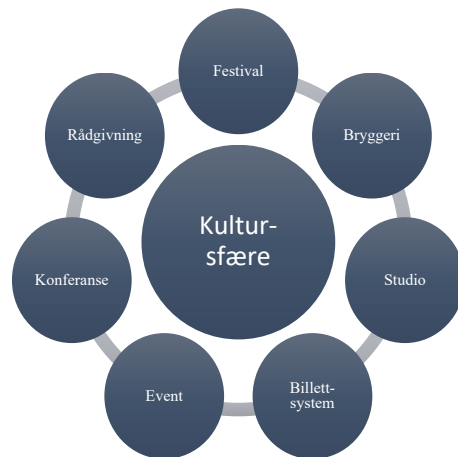 Festival
Bryggeri
Studio
Billett-
system
Event
Konferanse
Rådgivning
Kultur-
sfære